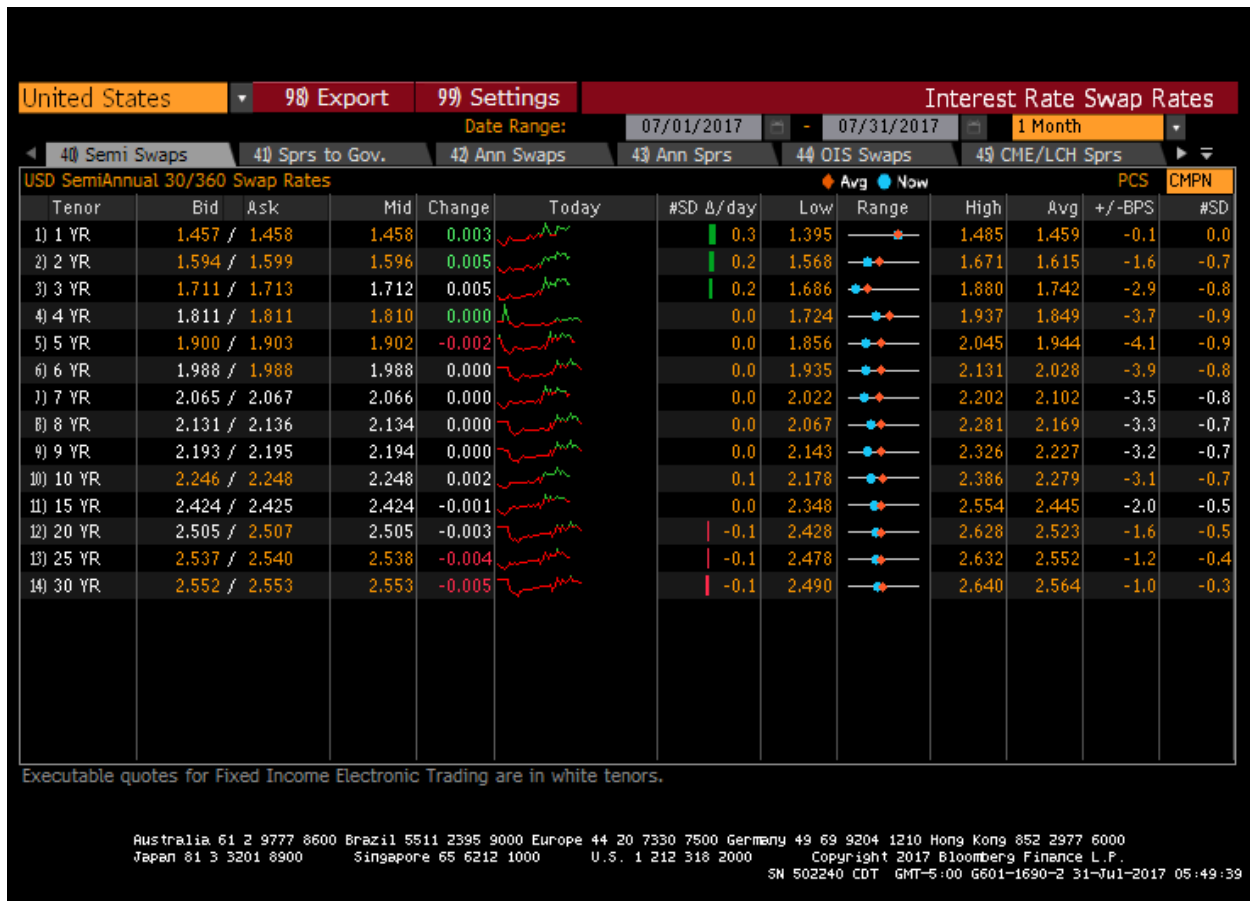 United States 98) Export 99) Settings Interest Rate Swap Rates
Date Range: 07/01/2017 - 07/31/2017 1 Month
40) Semi Swaps 41) Sprs to Gov. 42) Ann Swaps 43) Ann Sprs 44) OIS Swaps 45) CME/LCH Sprs
USD SemiAnnual 30/360 Swap Rates Avg Now PCS CMPN
Tenor Bid Ask Mid Change Today #SD Δ/day Low Range High Avg +/-BPS #SD
1) 1 YR 1.457 / 1.458 1.458 0.003 0.3 1.395 1.485 1.459 -0.1 0.0
2) 2 YR 1.594 / 1.599 1.596 0.005 0.2 1.568 1.671 1.615 -1.6 -0.7
3) 3 YR 1.711 / 1.713 1.712 0.005 0.2 1.686 1.880 1.742 -2.9 -0.8
4) 4 YR 1.811 / 1.811 1.810 0.000 0.0 1.724 1.937 1.849 -3.7 -0.9
5) 5 YR 1.900 / 1.903 1.902 -0.002 0.0 1.856 2.045 1.944 -4.1 -0.9
6) 6 YR 1.988 / 1.988 1.988 0.000 0.0 1.935 2.131 2.028 -3.9 -0.8
7) 7 YR 2.065 / 2.067 2.066 0.000 0.0 2.022 2.202 2.102 -3.5 -0.8
8) 8 YR 2.131 / 2.136 2.134 0.000 0.0 2.067 2.281 2.169 -3.3 -0.7
9) 9 YR 2.193 / 2.195 2.194 0.000 0.0 2.143 2.326 2.227 -3.2 -0.7
10) 10 YR 2.246 / 2.248 2.248 0.002 0.1 2.178 2.386 2.279 -3.1 -0.7
11) 15 YR 2.424 / 2.425 2.424 -0.001 0.0 2.348 2.554 2.445 -2.0 -0.5
12) 20 YR 2.505 / 2.507 2.505 -0.003 -0.1 2.428 2.628 2.523 -1.6 -0.5
13) 25 YR 2.537 / 2.540 2.538 -0.004 -0.1 2.478 2.632 2.552 -1.2 -0.4
14) 30 YR 2.552 / 2.553 2.553 -0.005 -0.1 2.490 2.640 2.564 -1.0 -0.3
Executable quotes for Fixed Income Electronic Trading are in white tenors.
Australia 61 2 9777 8600 Brazil 5511 2395 9000 Europe 44 20 7330 7500 Germany 49 69 9204 1210 Hong Kong 852 2977 6000
Japan 81 3 3201 8900 Singapore 65 6212 1000 U.S. 1 212 318 2000 Copyright 2017 Bloomberg Finance L.P.
SN 502240 CDT GMT-5:00 G601-1690-2 31-Jul-2017 05:49:39